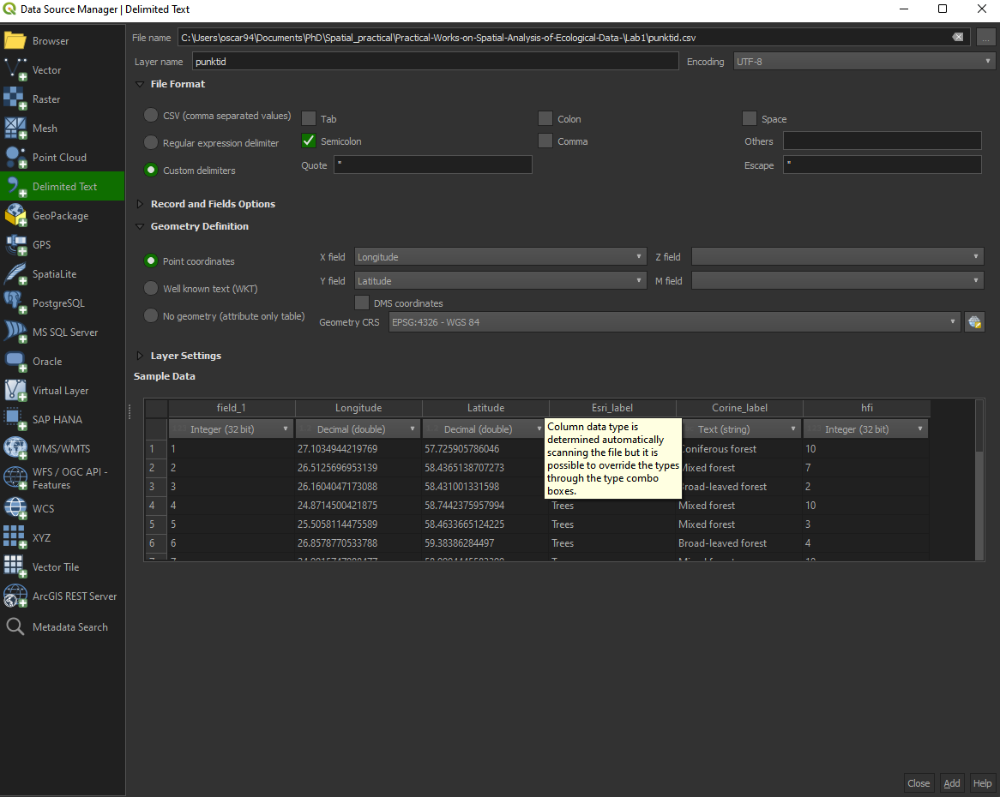 Data Source Manager | Delimited Text
Browser
Vector
Raster
Mesh
Point Cloud
Delimited Text
GeoPackage
GPS
SpatiaLite
PostgreSQL
MS SQL Server
Oracle
Virtual Layer
SAP HANA
WMS/WMTS
WFS / OGC API -
Features
WCS
XYZ
Vector Tile
ArcGIS REST Server
Metadata Search
File name C:\Users\oscar94\Documents\PhD\Spatial_practical\Practical-Works-on-Spatial-Analysis-of-Ecological-Data-\Lab1\punktid.csv ...
Layer name punktid Encoding UTF-8
File Format
CSV (comma separated values) Tab Colon Space
Regular expression delimiter Semicolon Comma Others
Custom delimiters Quote " Escape "
Record and Fields Options
Geometry Definition
Point coordinates X field Longitude Z field
Well known text (WKT) Y field Latitude M field
DMS coordinates
No geometry (attribute only table) Geometry CRS EPSG:4326 - WGS 84
Layer Settings
Sample Data
field_1 Longitude Latitude Esri_label Corine_label hfi
Integer (32 bit) Decimal (double) Decimal (double) Text (string) Integer (32 bit)
1 1 27.1034944219769 57.725905786046 Coniferous forest 10
2 2 26.5125696953139 58.4365138707273 Mixed forest 7
3 3 26.1604047173088 58.431001331598 Broad-leaved forest 2
4 4 24.8714500421875 58.7442375957994 Trees Mixed forest 10
5 5 25.5058114475589 58.4633665124225 Trees Mixed forest 3
6 6 26.8578770533788 59.38386284497 Trees Broad-leaved forest 4
Column data type is
determined automatically
scanning the file but it is
possible to override the types
through the type combo
boxes.
Close Add Help